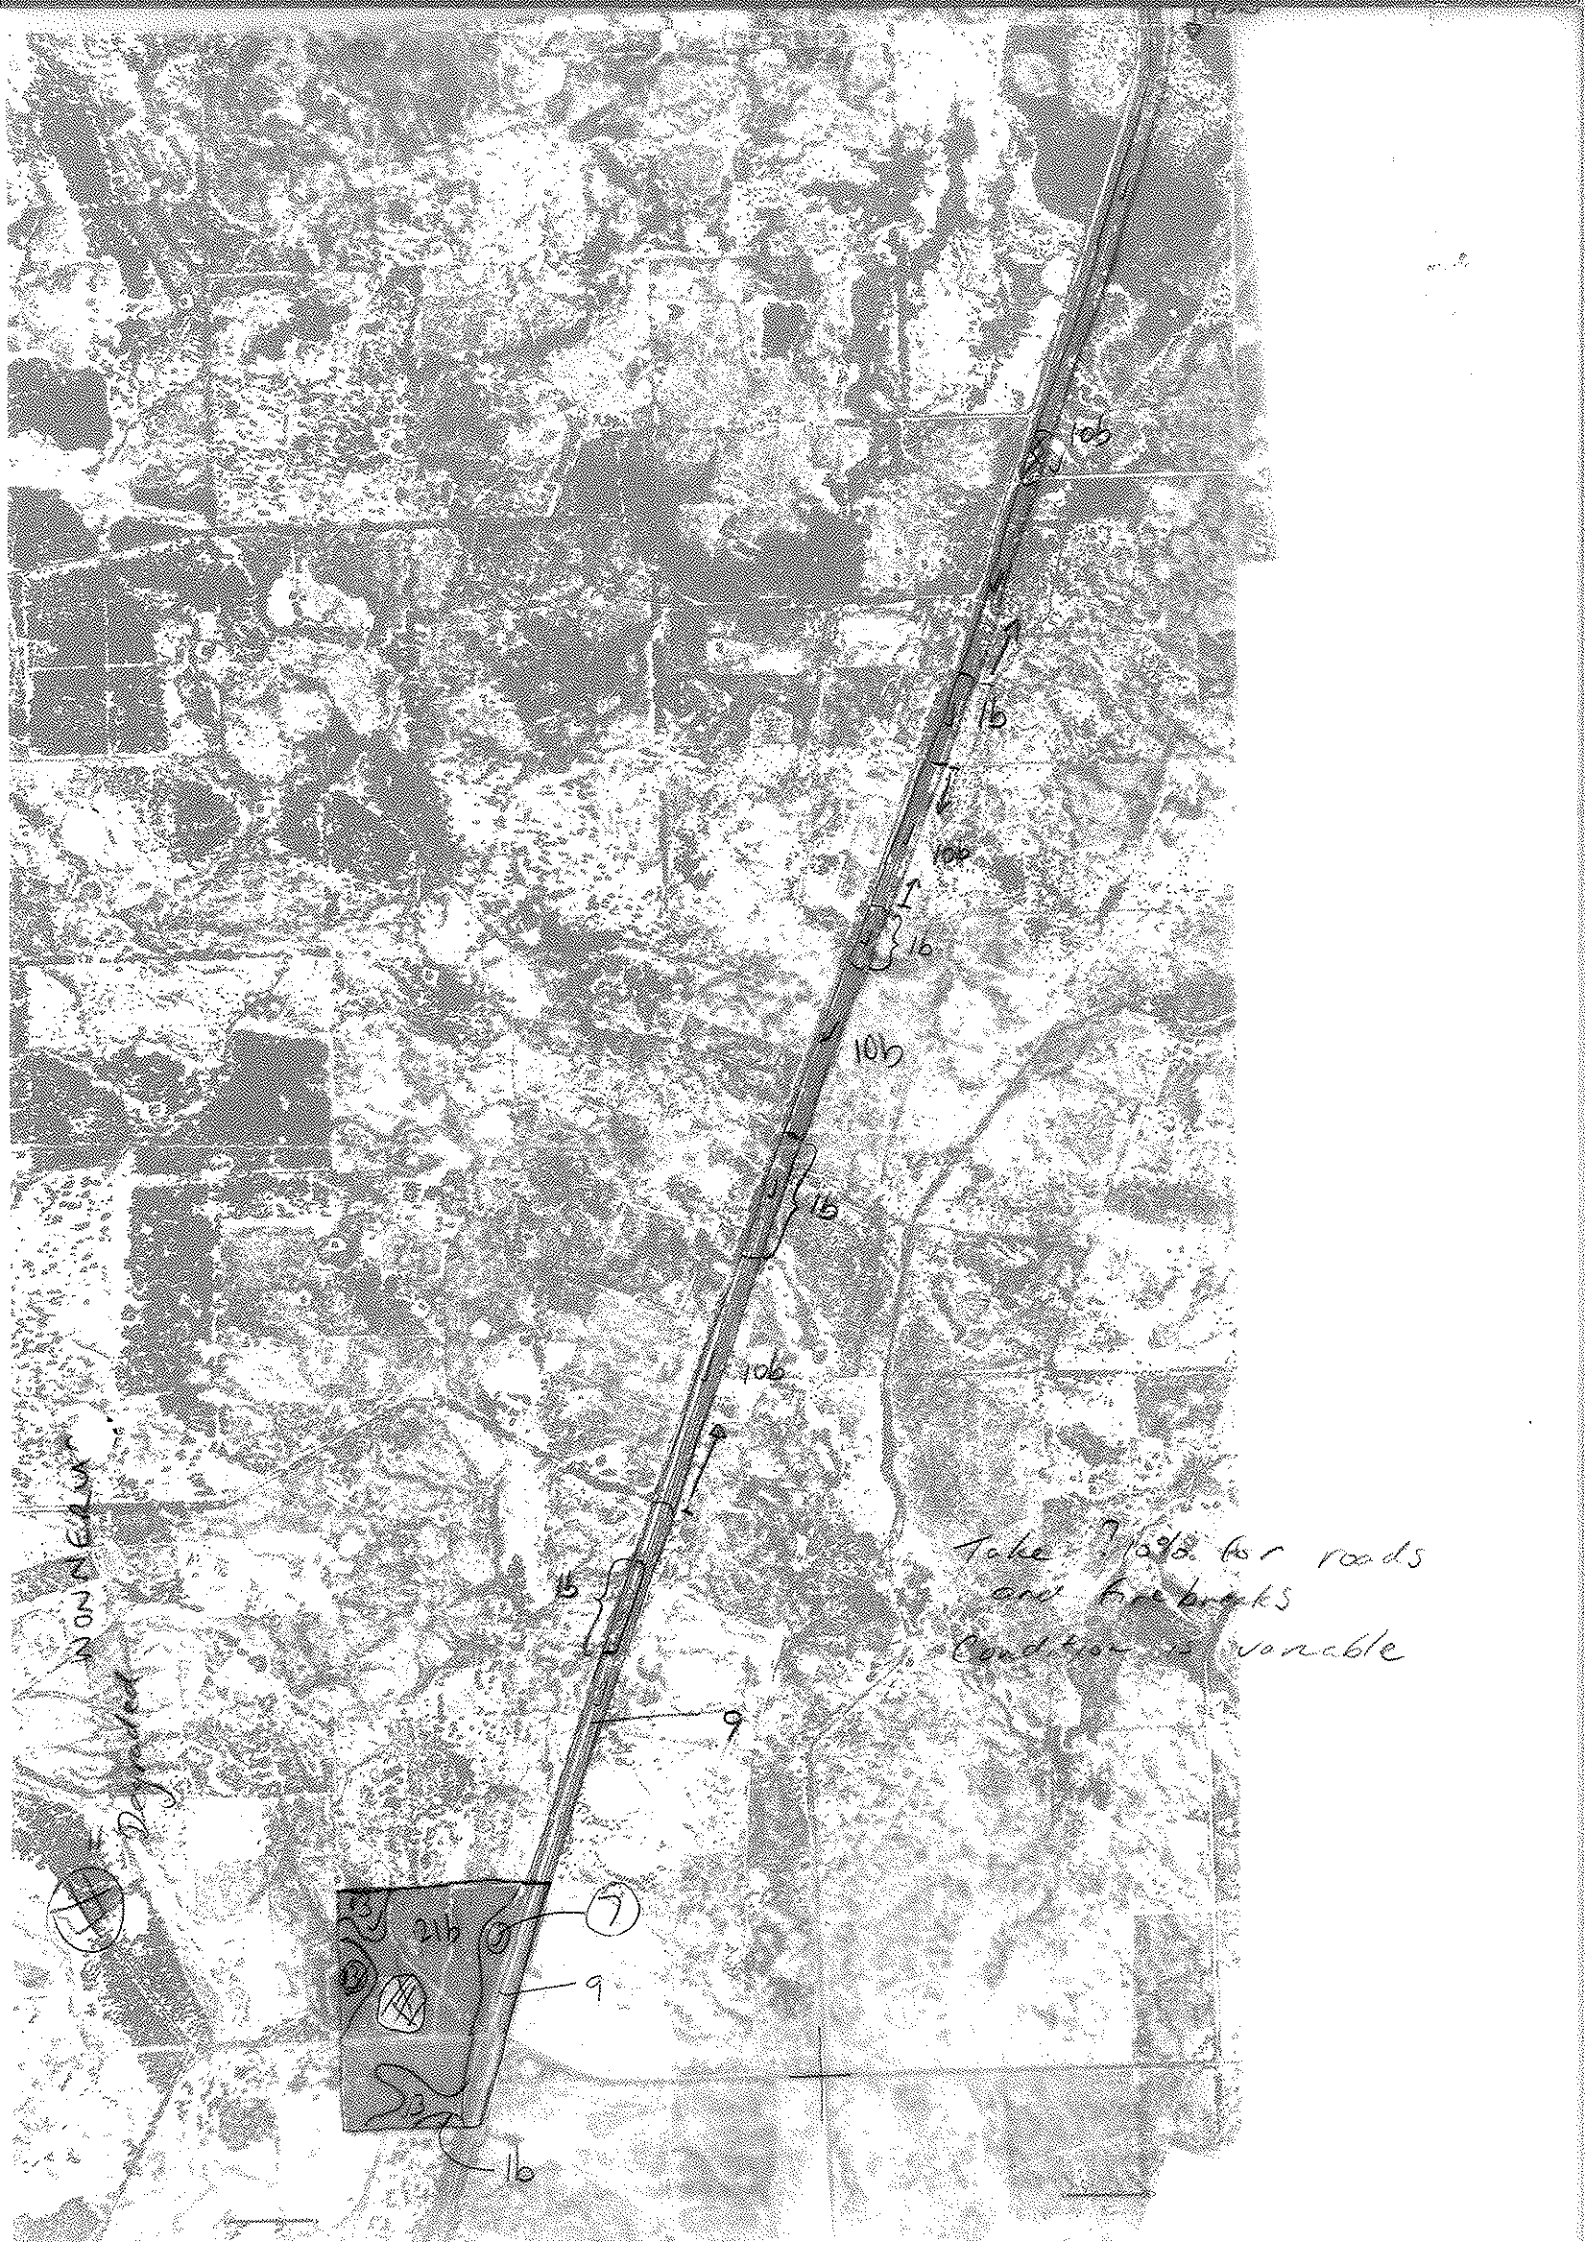 10b
1b
10b
1b
10b
1b
10b
Take ? 10% for roads
and firebreaks
Condition is variable
1b
9
WONNERUP
= Degraded
7
21b
9
1b